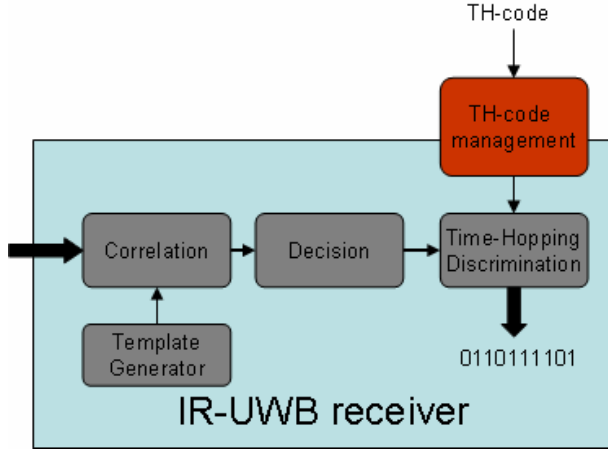 TH-code
TH-code
management
Correlation
Decision
Time-Hopping
Discrimination
Template
Generator
0110111101
IR-UWB receiver